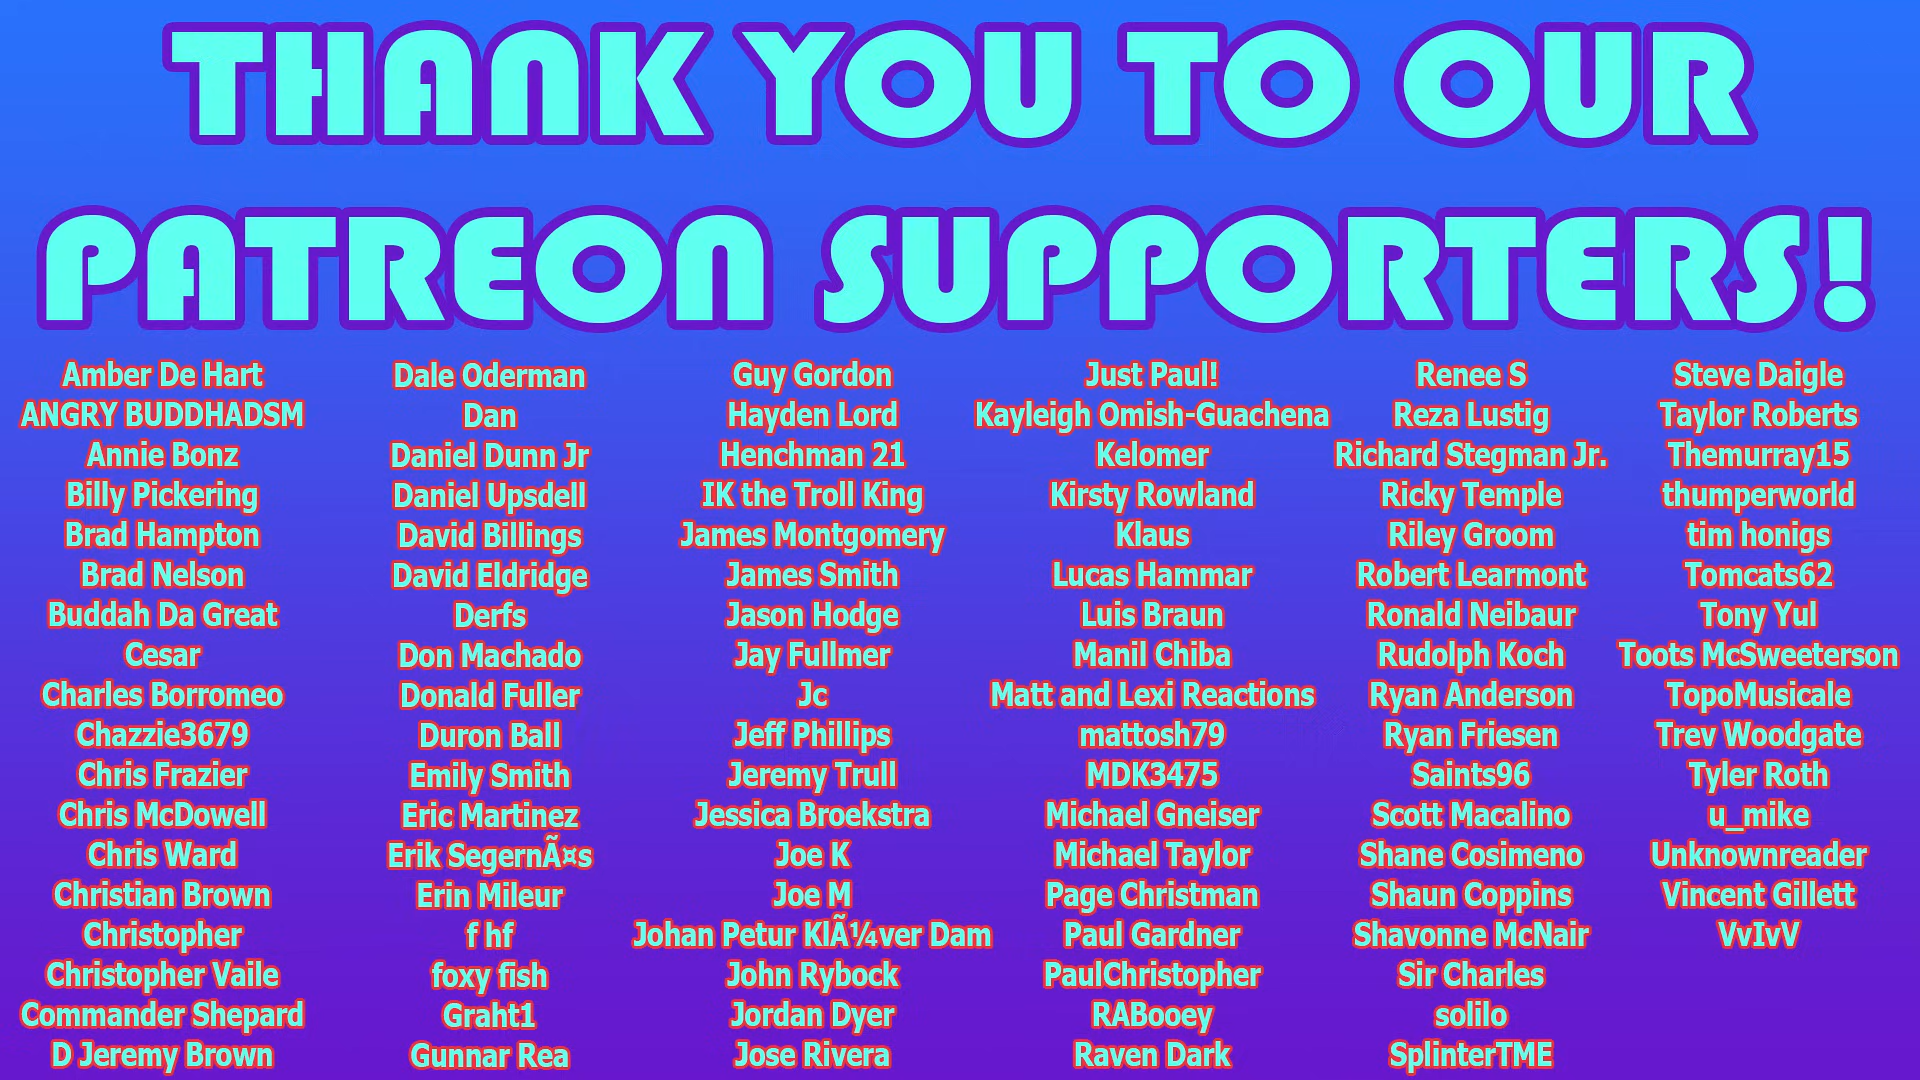 THANK YOU TO OUR
PATREON SUPPORTERS!
Amber De Hart
ANGRY BUDDHADSM
Annie Bonz
Billy Pickering
Brad Hampton
Brad Nelson
Buddah Da Great
Cesar
Charles Borromeo
Chazzie3679
Chris Frazier
Chris McDowell
Chris Ward
Christian Brown
Christopher
Christopher Vaile
Commander Shepard
D Jeremy Brown
Dale Oderman
Dan
Daniel Dunn Jr
Daniel Upsdell
David Billings
David Eldridge
Derfs
Don Machado
Donald Fuller
Duron Ball
Emily Smith
Eric Martinez
Erik SegernÃ¤s
Erin Mileur
f hf
foxy fish
Graht1
Gunnar Rea
Guy Gordon
Hayden Lord
Henchman 21
IK the Troll King
James Montgomery
James Smith
Jason Hodge
Jay Fullmer
Jc
Jeff Phillips
Jeremy Trull
Jessica Broekstra
Joe K
Joe M
Johan Petur KlÃ¼ver Dam
John Rybock
Jordan Dyer
Jose Rivera
Just Paul!
Kayleigh Omish-Guachena
Kelomer
Kirsty Rowland
Klaus
Lucas Hammar
Luis Braun
Manil Chiba
Matt and Lexi Reactions
mattosh79
MDK3475
Michael Gneiser
Michael Taylor
Page Christman
Paul Gardner
PaulChristopher
RABooey
Raven Dark
Renee S
Reza Lustig
Richard Stegman Jr.
Ricky Temple
Riley Groom
Robert Learmont
Ronald Neibaur
Rudolph Koch
Ryan Anderson
Ryan Friesen
Saints96
Scott Macalino
Shane Cosimeno
Shaun Coppins
Shavonne McNair
Sir Charles
solilo
SplinterTME
Steve Daigle
Taylor Roberts
Themurray15
thumperworld
tim honigs
Tomcats62
Tony Yul
Toots McSweeterson
TopoMusicale
Trev Woodgate
Tyler Roth
u_mike
Unknownreader
Vincent Gillett
VvIvV